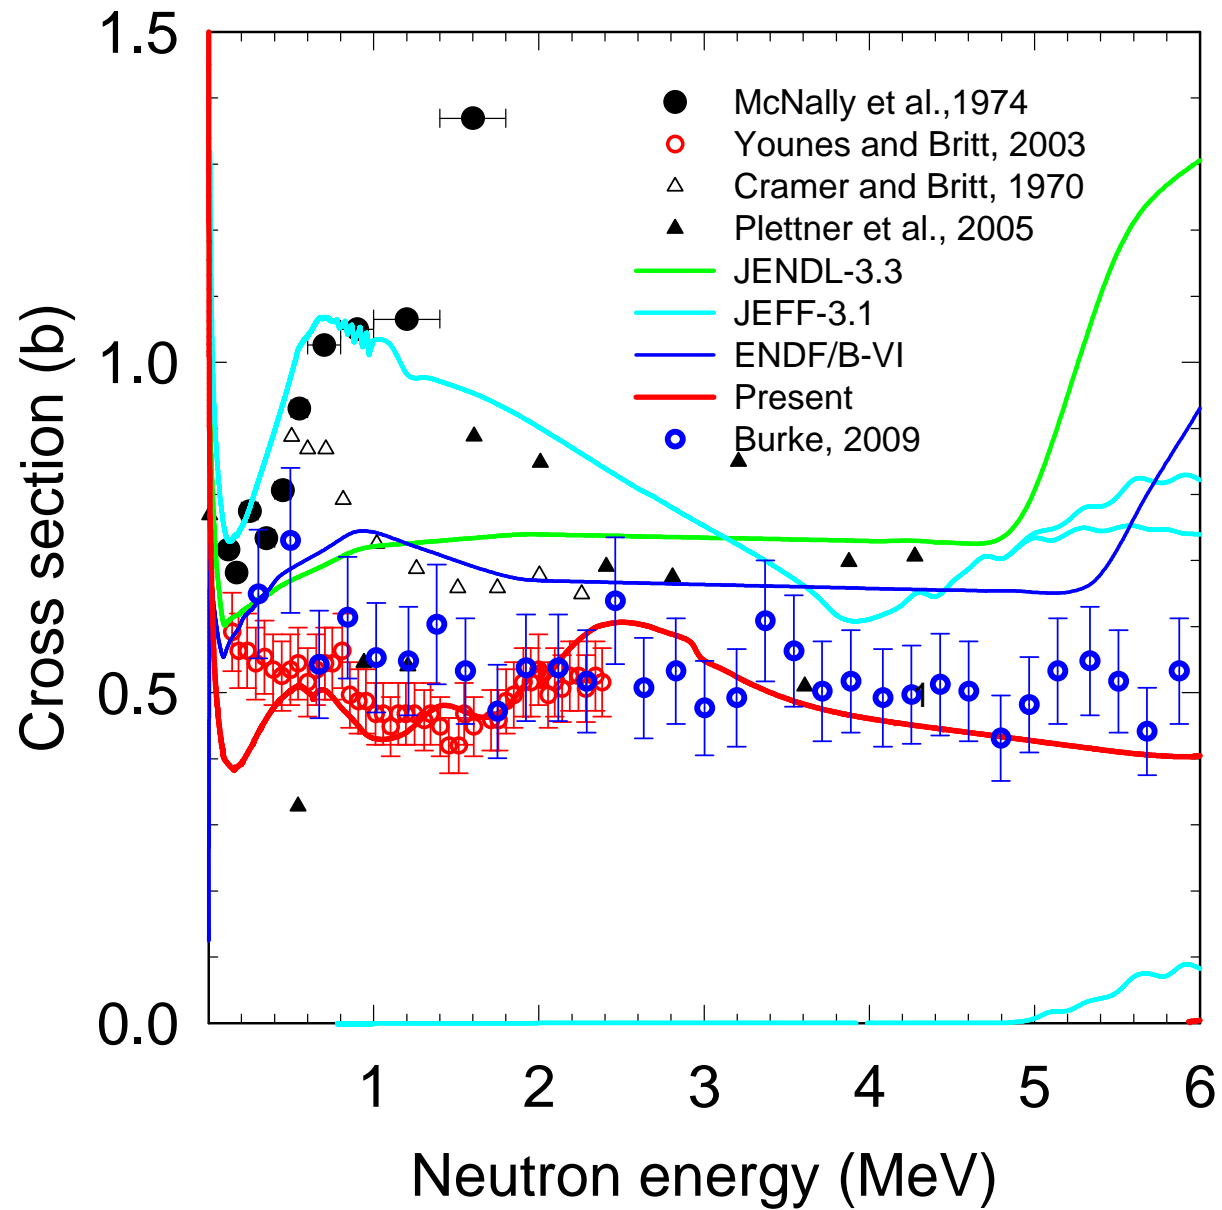 Cross section (b)
1.5
1.0
0.5
0.0
McNally et al.,1974
Younes and Britt, 2003
Cramer and Britt, 1970
Plettner et al., 2005
JENDL-3.3
JEFF-3.1
ENDF/B-VI
Present
Burke, 2009
1
1 2 3 4 5 6
Neutron energy (MeV)